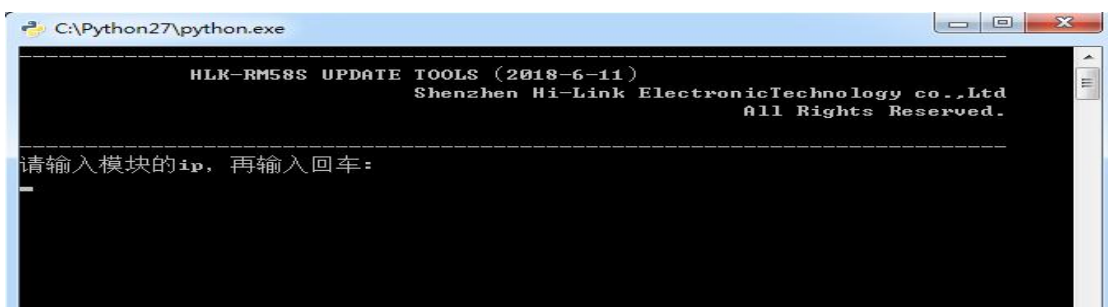 C:\Python27\python.exe
HLK-RM58S UPDATE TOOLS (2018-6-11)
Shenzhen Hi-Link ElectronicTechnology co.,Ltd
All Rights Reserved.
请输入模块的ip, 再输入回车: